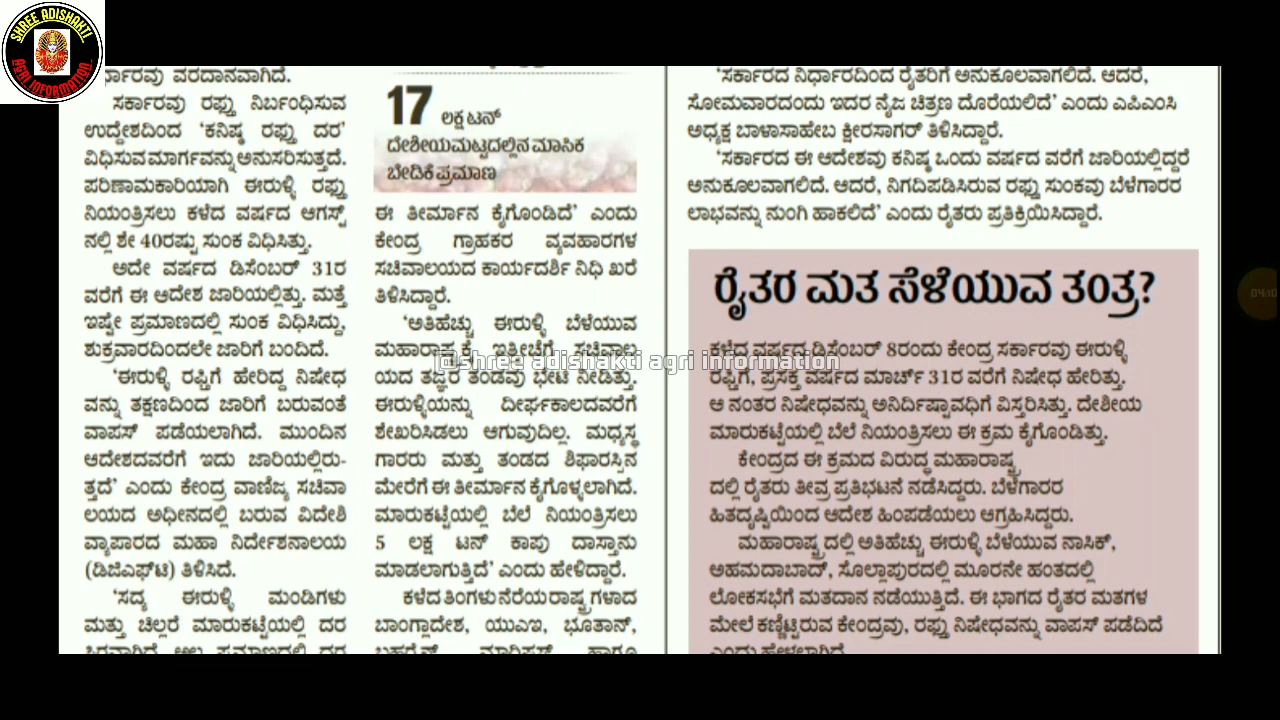 SHREE ADISHAKTI
AGRI INFORMATION
ವರದಾನವಾಗಿದೆ.
ಸರ್ಕಾರವು ರಫ್ತು ನಿರ್ಬಂಧಿಸುವ
ಉದ್ದೇಶದಿಂದ ‘ಕನಿಷ್ಠ ರಫ್ತು ದರ’
ವಿಧಿಸುವ ಮಾರ್ಗವನ್ನು ಅನುಸರಿಸುತ್ತದೆ.
ಪರಿಣಾಮಕಾರಿಯಾಗಿ ಈರುಳ್ಳಿ ರಫ್ತು
ನಿಯಂತ್ರಿಸಲು ಕಳೆದ ವರ್ಷದ ಆಗಸ್ಟ್
ನಲ್ಲಿ ಶೇ 40ರಷ್ಟು ಸುಂಕ ವಿಧಿಸಿತ್ತು.
ಅದೇ ವರ್ಷದ ಡಿಸೆಂಬರ್ 31ರ
ವರೆಗೆ ಈ ಆದೇಶ ಜಾರಿಯಲ್ಲಿತ್ತು. ಮತ್ತೆ
ಇಷ್ಟೇ ಪ್ರಮಾಣದಲ್ಲಿ ಸುಂಕ ವಿಧಿಸಿದ್ದು,
ಶುಕ್ರವಾರದಿಂದಲೇ ಜಾರಿಗೆ ಬಂದಿದೆ.
‘ಈರುಳ್ಳಿ ರಫ್ತಿಗೆ ಹೇರಿದ್ದ ನಿಷೇಧ
ವನ್ನು ತಕ್ಷಣದಿಂದ ಜಾರಿಗೆ ಬರುವಂತೆ
ವಾಪಸ್ ಪಡೆಯಲಾಗಿದೆ. ಮುಂದಿನ
ಆದೇಶದವರೆಗೆ ಇದು ಜಾರಿಯಲ್ಲಿರು-
ತ್ತದೆ’ ಎಂದು ಕೇಂದ್ರ ವಾಣಿಜ್ಯ ಸಚಿವಾ
ಲಯದ ಅಧೀನದಲ್ಲಿ ಬರುವ ವಿದೇಶಿ
ವ್ಯಾಪಾರದ ಮಹಾ ನಿರ್ದೇಶನಾಲಯ
(ಡಿಜಿಎಫ್‌ಟಿ) ತಿಳಿಸಿದೆ.
‘ಸದ್ಯ ಈರುಳ್ಳಿ ಮಂಡಿಗಳು
ಮತ್ತು ಚಿಲ್ಲರೆ ಮಾರುಕಟ್ಟೆಯಲ್ಲಿ ದರ
17 ಲಕ್ಷ ಟನ್
ದೇಶೀಯಮಟ್ಟದಲ್ಲಿನ ಮಾಸಿಕ
ಬೇಡಿಕೆ ಪ್ರಮಾಣ
ಈ ತೀರ್ಮಾನ ಕೈಗೊಂಡಿದೆ’ ಎಂದು
ಕೇಂದ್ರ ಗ್ರಾಹಕರ ವ್ಯವಹಾರಗಳ
ಸಚಿವಾಲಯದ ಕಾರ್ಯದರ್ಶಿ ನಿಧಿ ಖರೆ
ತಿಳಿಸಿದ್ದಾರೆ.
‘ಅತಿಹೆಚ್ಚು ಈರುಳ್ಳಿ ಬೆಳೆಯುವ
ಮಹಾರಾಷ್ಟ್ರಕ್ಕೆ ಇತ್ತೀಚೆಗೆ ಸಚಿವಾಲ
ಯದ ತಜ್ಞರ ತಂಡವು ಭೇಟಿ ನೀಡಿತ್ತು.
ಈರುಳ್ಳಿಯನ್ನು ದೀರ್ಘಕಾಲದವರೆಗೆ
ಶೇಖರಿಸಿಡಲು ಆಗುವುದಿಲ್ಲ. ಮಧ್ಯಸ್ಥ
ಗಾರರು ಮತ್ತು ತಂಡದ ಶಿಫಾರಸ್ಸಿನ
ಮೇರೆಗೆ ಈ ತೀರ್ಮಾನ ಕೈಗೊಳ್ಳಲಾಗಿದೆ.
ಮಾರುಕಟ್ಟೆಯಲ್ಲಿ ಬೆಲೆ ನಿಯಂತ್ರಿಸಲು
5 ಲಕ್ಷ ಟನ್ ಕಾಪು ದಾಸ್ತಾನು
ಮಾಡಲಾಗುತ್ತಿದೆ’ ಎಂದು ಹೇಳಿದ್ದಾರೆ.
ಕಳೆದ ತಿಂಗಳು ನೆರೆಯ ರಾಷ್ಟ್ರಗಳಾದ
ಬಾಂಗ್ಲಾದೇಶ, ಯುಎಇ, ಭೂತಾನ್,
‘ಸರ್ಕಾರದ ನಿರ್ಧಾರದಿಂದ ರೈತರಿಗೆ ಅನುಕೂಲವಾಗಲಿದೆ. ಆದರೆ,
ಸೋಮವಾರದಂದು ಇದರ ನೈಜ ಚಿತ್ರಣ ದೊರೆಯಲಿದೆ’ ಎಂದು ಎಪಿಎಂಸಿ
ಅಧ್ಯಕ್ಷ ಬಾಳಾಸಾಹೇಬ ಕ್ಷೀರಸಾಗರ್ ತಿಳಿಸಿದ್ದಾರೆ.
‘ಸರ್ಕಾರದ ಈ ಆದೇಶವು ಕನಿಷ್ಠ ಒಂದು ವರ್ಷದ ವರೆಗೆ ಜಾರಿಯಲ್ಲಿದ್ದರೆ
ಅನುಕೂಲವಾಗಲಿದೆ. ಆದರೆ, ನಿಗದಿಪಡಿಸಿರುವ ರಫ್ತು ಸುಂಕವು ಬೆಳೆಗಾರರ
ಲಾಭವನ್ನು ನುಂಗಿ ಹಾಕಲಿದೆ’ ಎಂದು ರೈತರು ಪ್ರತಿಕ್ರಿಯಿಸಿದ್ದಾರೆ.
ರೈತರ ಮತ ಸೆಳೆಯುವ ತಂತ್ರ?
ಕಳೆದ ವರ್ಷದ ಡಿಸೆಂಬರ್ 8ರಂದು ಕೇಂದ್ರ ಸರ್ಕಾರವು ಈರುಳ್ಳಿ
ರಫ್ತಿಗೆ, ಪ್ರಸಕ್ತ ವರ್ಷದ ಮಾರ್ಚ್ 31ರ ವರೆಗೆ ನಿಷೇಧ ಹೇರಿತ್ತು.
ಆ ನಂತರ ನಿಷೇಧವನ್ನು ಅನಿರ್ದಿಷ್ಟಾವಧಿಗೆ ವಿಸ್ತರಿಸಿತ್ತು. ದೇಶೀಯ
ಮಾರುಕಟ್ಟೆಯಲ್ಲಿ ಬೆಲೆ ನಿಯಂತ್ರಿಸಲು ಈ ಕ್ರಮ ಕೈಗೊಂಡಿತ್ತು.
ಕೇಂದ್ರದ ಈ ಕ್ರಮದ ವಿರುದ್ಧ ಮಹಾರಾಷ್ಟ್ರ
ದಲ್ಲಿ ರೈತರು ತೀವ್ರ ಪ್ರತಿಭಟನೆ ನಡೆಸಿದ್ದರು. ಬೆಳೆಗಾರರ
ಹಿತದೃಷ್ಟಿಯಿಂದ ಆದೇಶ ಹಿಂಪಡೆಯಲು ಆಗ್ರಹಿಸಿದ್ದರು.
ಮಹಾರಾಷ್ಟ್ರದಲ್ಲಿ ಅತಿಹೆಚ್ಚು ಈರುಳ್ಳಿ ಬೆಳೆಯುವ ನಾಸಿಕ್,
ಅಹಮದಾಬಾದ್, ಸೊಲ್ಲಾಪುರದಲ್ಲಿ ಮೂರನೇ ಹಂತದಲ್ಲಿ
ಲೋಕಸಭೆಗೆ ಮತದಾನ ನಡೆಯುತ್ತಿದೆ. ಈ ಭಾಗದ ರೈತರ ಮತಗಳ
ಮೇಲೆ ಕಣ್ಣಿಟ್ಟಿರುವ ಕೇಂದ್ರವು, ರಫ್ತು ನಿಷೇಧವನ್ನು ವಾಪಸ್ ಪಡೆದಿದೆ
ಎಂದು ಹೇಳಲಾಗಿದೆ.
@shree adishakti agri information
04:10